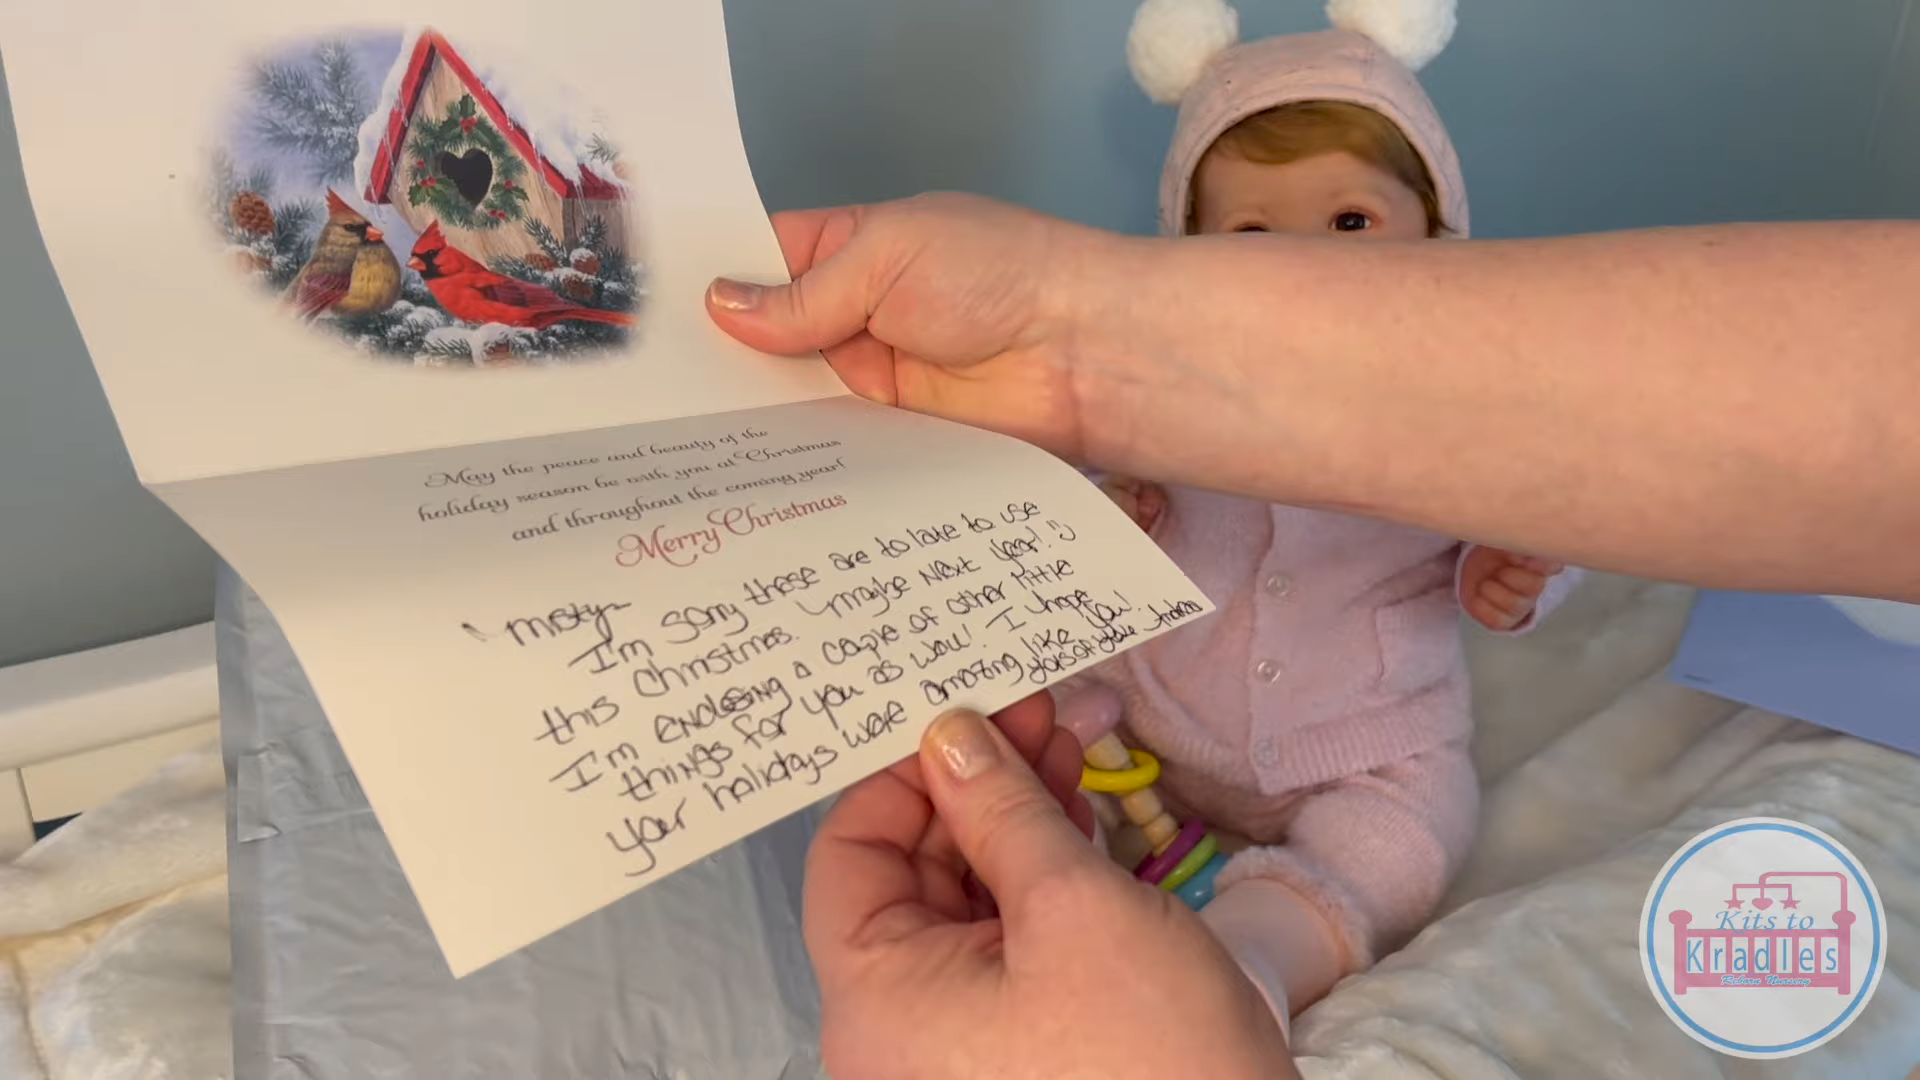 May the peace and beauty of the
holiday season be with you at Christmas
and throughout the coming year!
Merry Christmas
Misty-
I'm sorry these are to late to use
this Christmas. Maybe Next Year!
I'm enclosing a couple of other little
things for you as well! I hope
your holidays were amazing like you!
Kits to
Kradles
Reborn Nursery